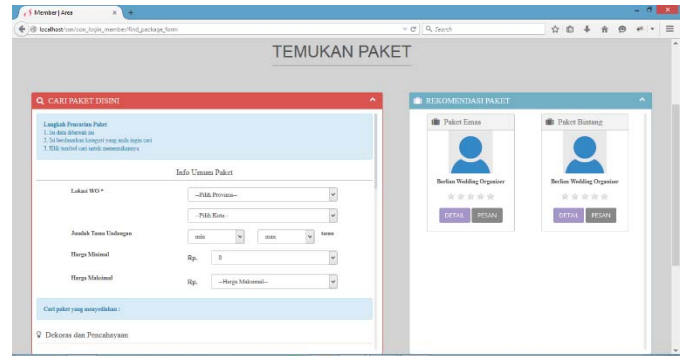 Member | Area
localhost/son/con_login_member/find_package_form
Search
TEMUKAN PAKET
CARI PAKET DISINI
Langkah Pencarian Paket
1. Isi data dibawah ini
2. Isi berdasarkan kategori yang anda ingin cari
3. Klik tombol cari untuk menemukannya
Info Umum Paket
Lokasi WO *
--Pilih Provinsi--
--Pilih Kota--
Jumlah Tamu Undangan
min
max
tamu
Harga Minimal
Rp.
0
Harga Maksimal
Rp.
--Harga Maksimal--
Cari paket yang menyediakan :
Dekorasi dan Pencahayaan
REKOMENDASI PAKET
Paket Emas
Berlian Wedding Organizer
DETAIL
PESAN
Paket Bintang
Berlian Wedding Organizer
DETAIL
PESAN